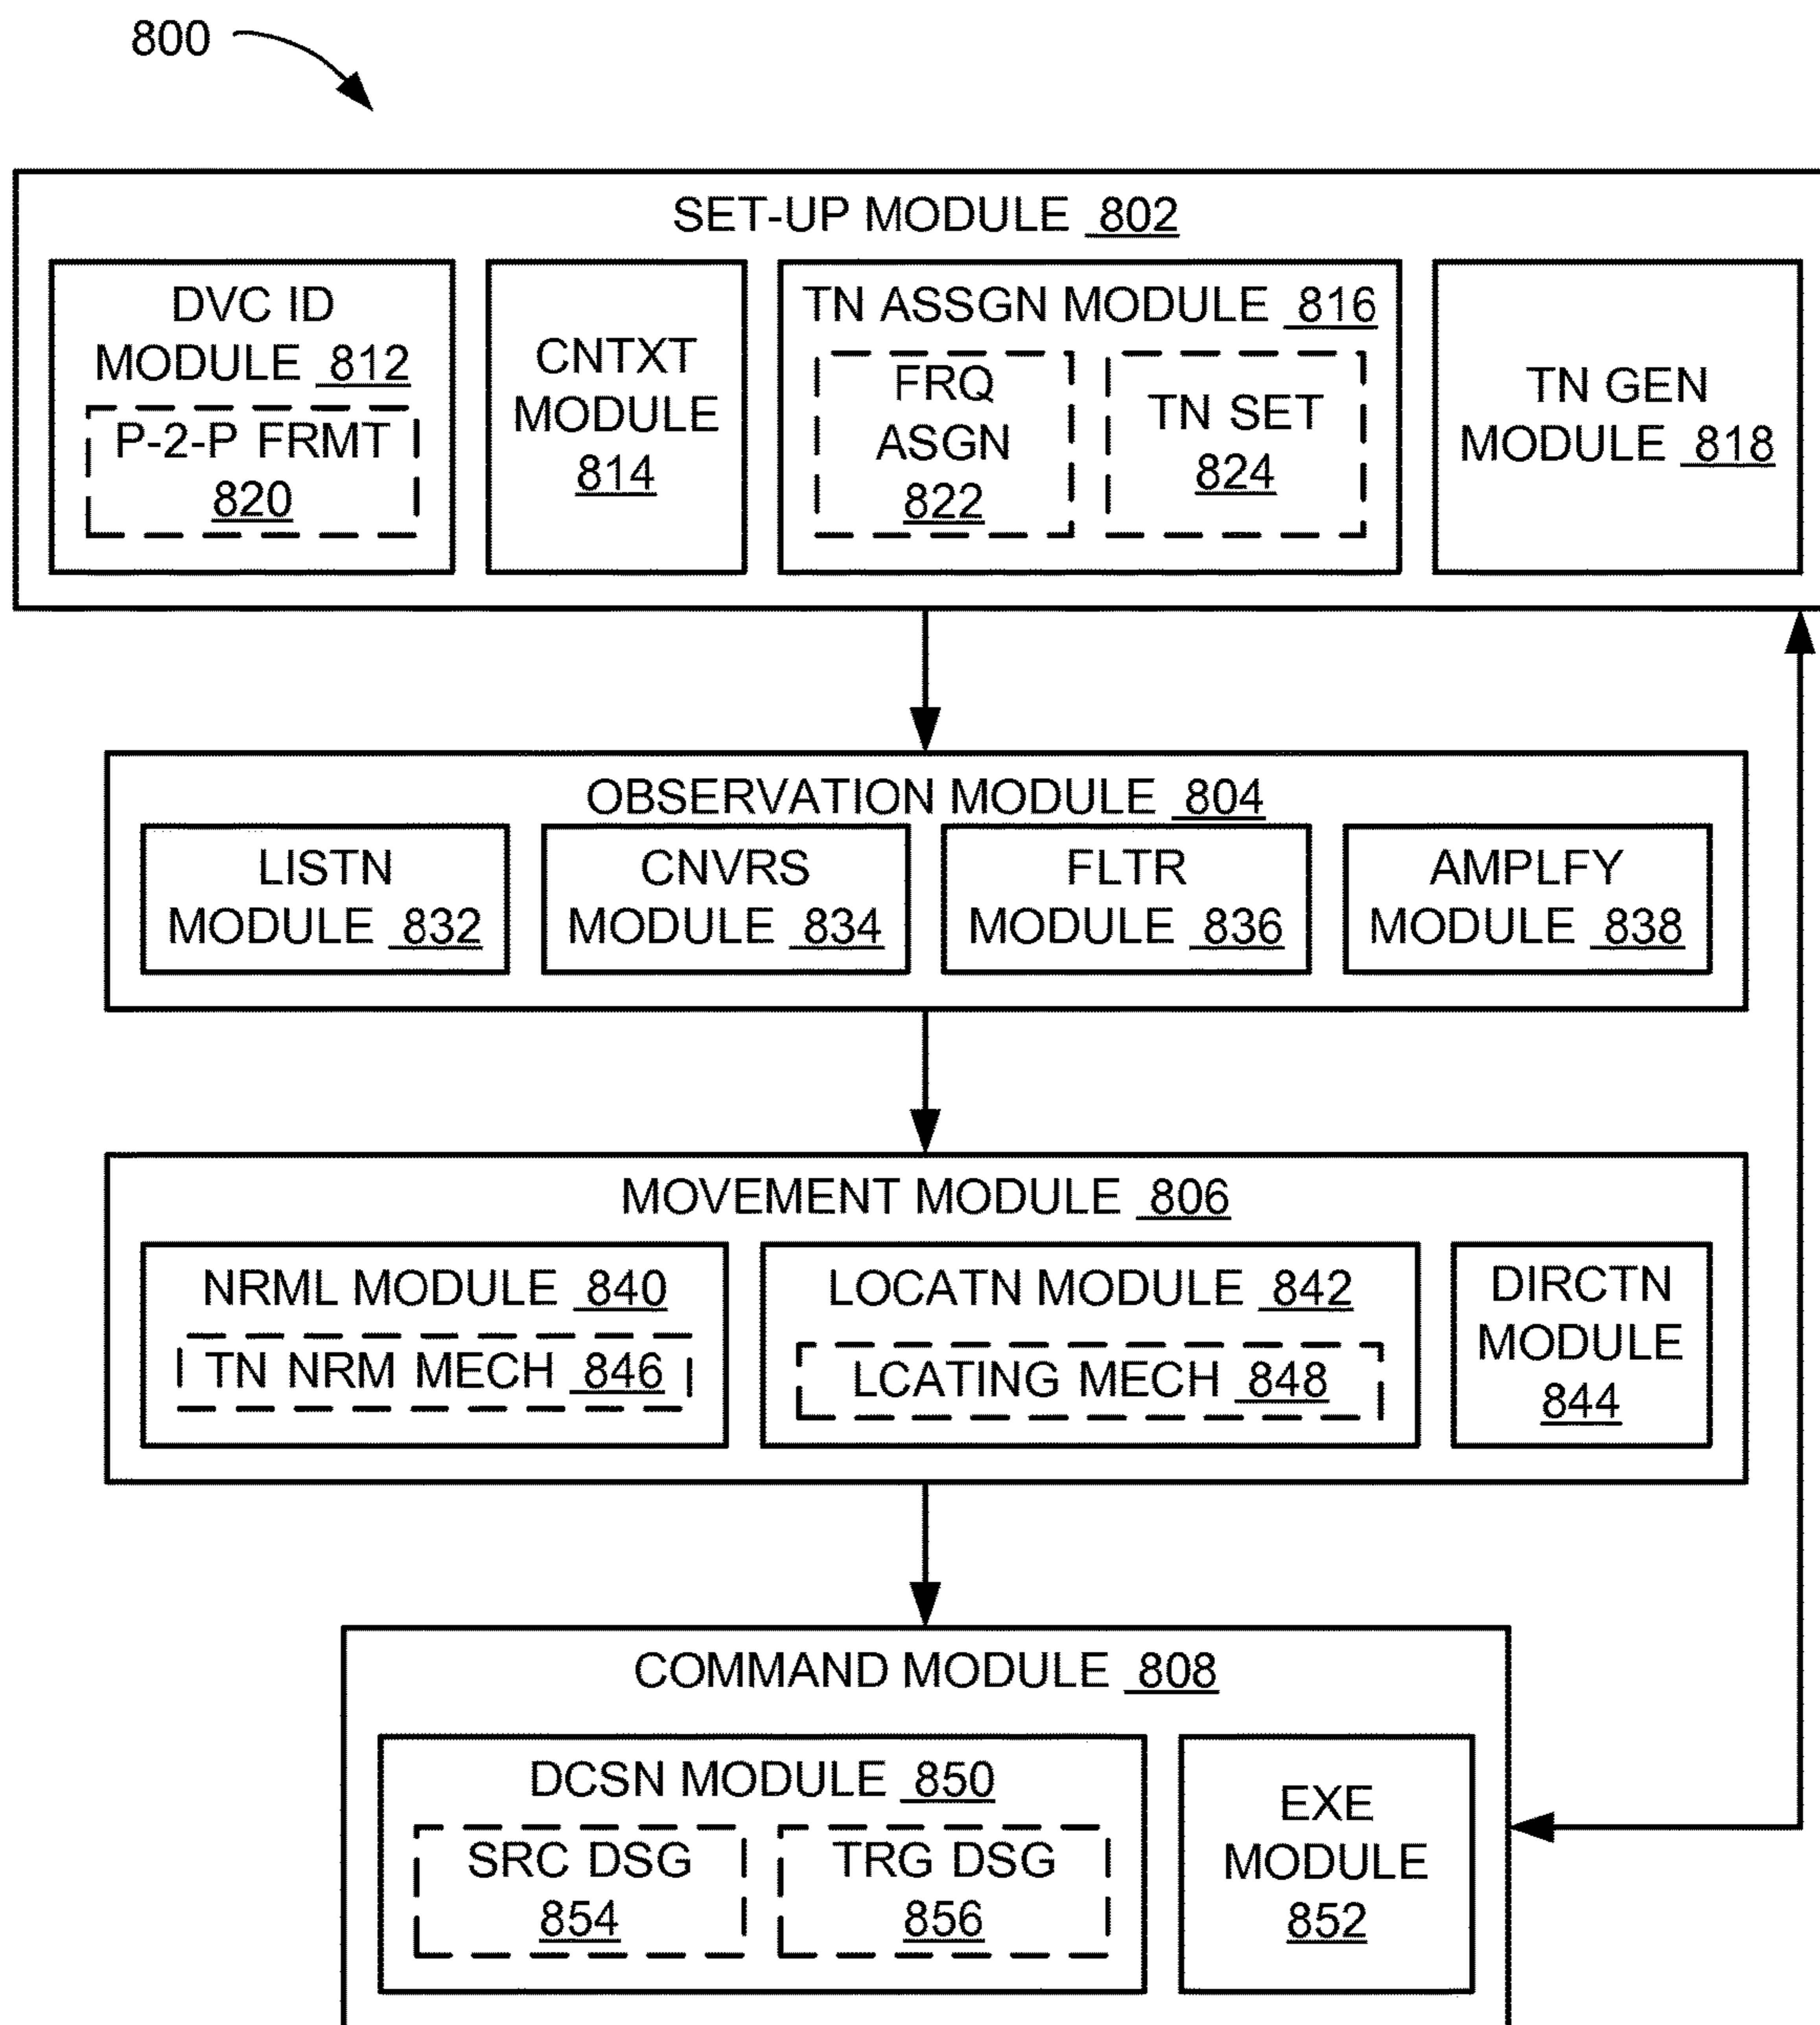 800
SET-UP MODULE 802
DVC ID
MODULE 812
P-2-P FRMT
820
CNTXT
MODULE
814
TN ASSGN MODULE 816
FRQ
ASGN
822
TN SET
824
TN GEN
MODULE 818
OBSERVATION MODULE 804
LISTN
MODULE 832
CNVRS
MODULE 834
FLTR
MODULE 836
AMPLFY
MODULE 838
MOVEMENT MODULE 806
NRML MODULE 840
TN NRM MECH 846
LOCATN MODULE 842
LCATING MECH 848
DIRCTN
MODULE
844
COMMAND MODULE 808
DCSN MODULE 850
SRC DSG
854
TRG DSG
856
EXE
MODULE
852